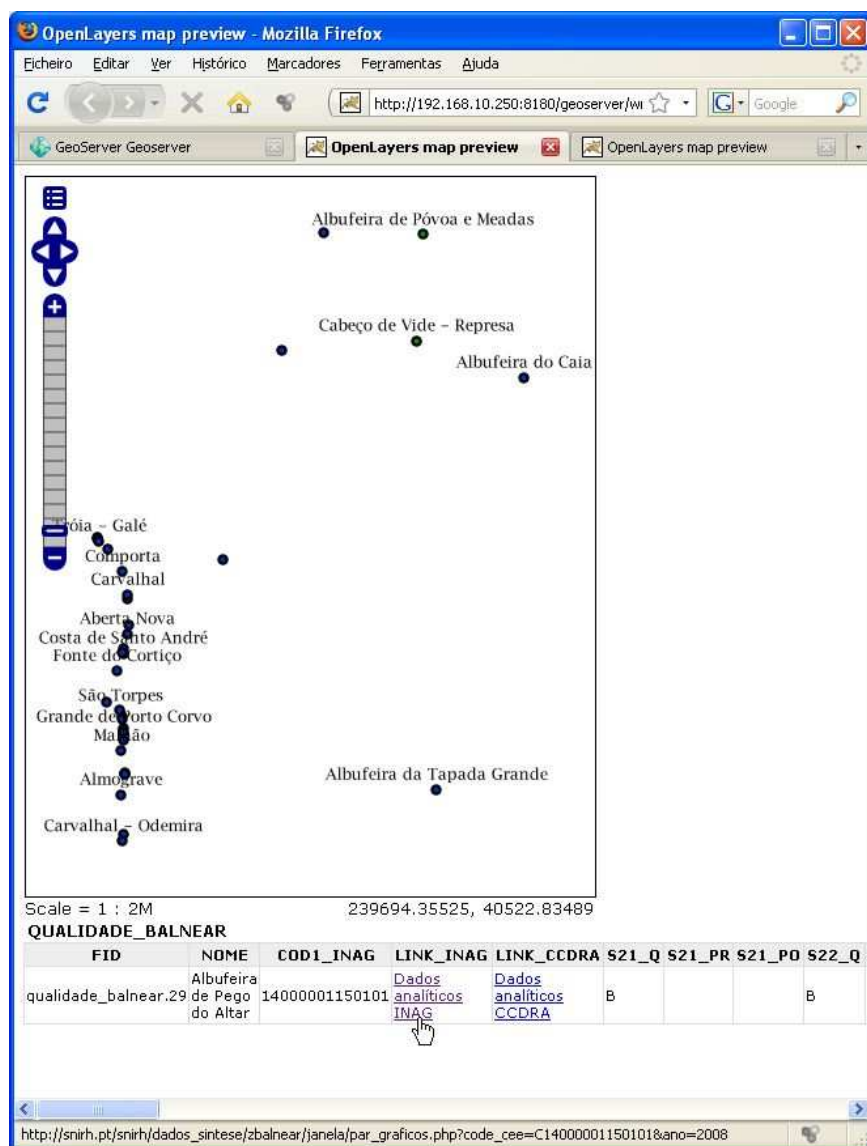 OpenLayers map preview - Mozilla Firefox
Ficheiro Editar Ver Histórico Marcadores Ferramentas Ajuda
http://192.168.10.250:8180/geoserver/w
G Google
GeoServer Geoserver
OpenLayers map preview
OpenLayers map preview
Albufeira de Póvoa e Meadas
Cabeço de Vide - Represa
Albufeira do Caia
Tróia - Galé
Comporta
Carvalhal
Aberta Nova
Costa de Santo André
Fonte do Cortiço
São Torpes
Grande de Porto Corvo
Malhão
Almograve
Albufeira da Tapada Grande
Carvalhal - Odemira
Scale = 1 : 2M 239694.35525, 40522.83489
QUALIDADE_BALNEAR
FID NOME COD1_INAG LINK_INAG LINK_CCDRA S21_Q S21_PR S21_PO S22_Q
qualidade_balnear.29 Albufeira de Pego do Altar 14000001150101 Dados analíticos INAG Dados analíticos CCDRA B B
http://snirh.pt/snirh/dados_sintese/zbalnear/janela/par_graficos.php?code_cee=C14000001150101&ano=2008